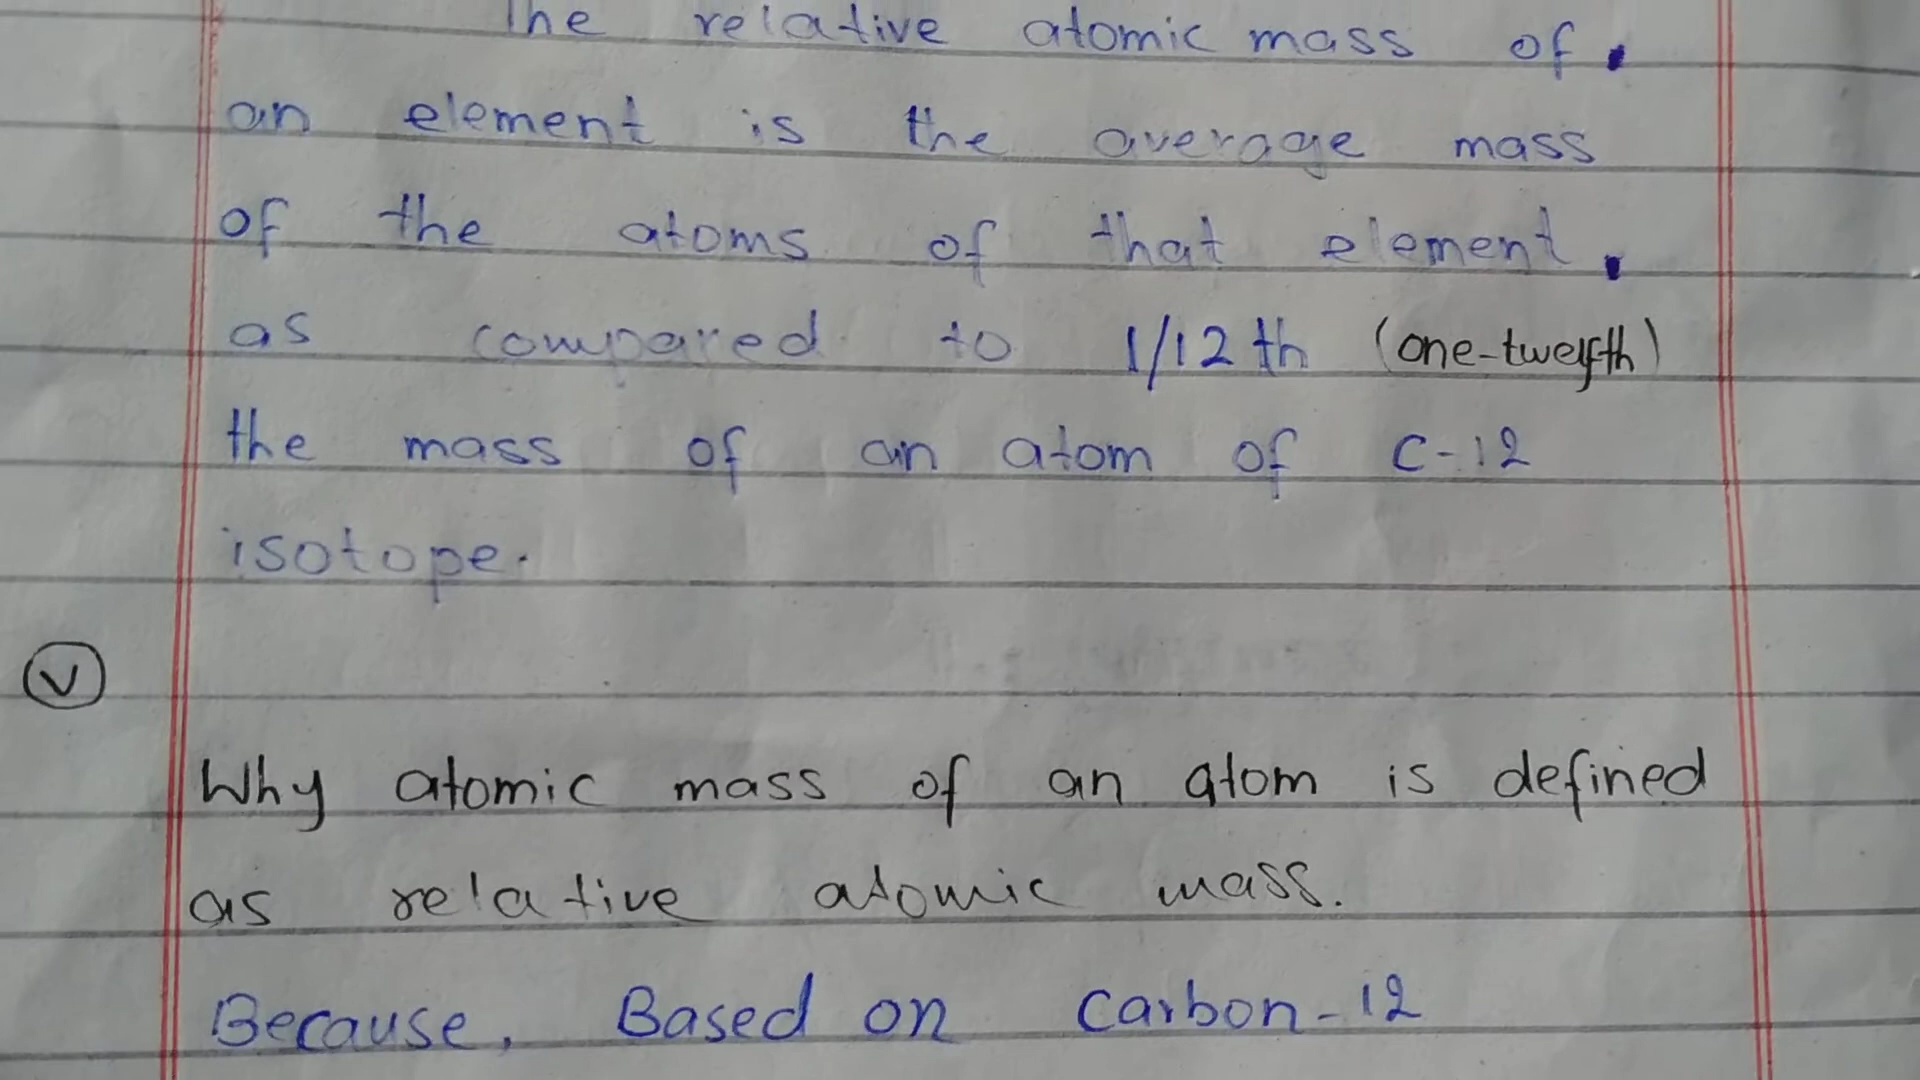 The relative atomic mass of
an element is the average mass
of the atoms of that element.
as compared to 1/12th (one-twelfth)
the mass of an atom of C-12
isotope.
V
Why atomic mass of an atom is defined
as relative atomic mass.
Because, Based on Carbon-12